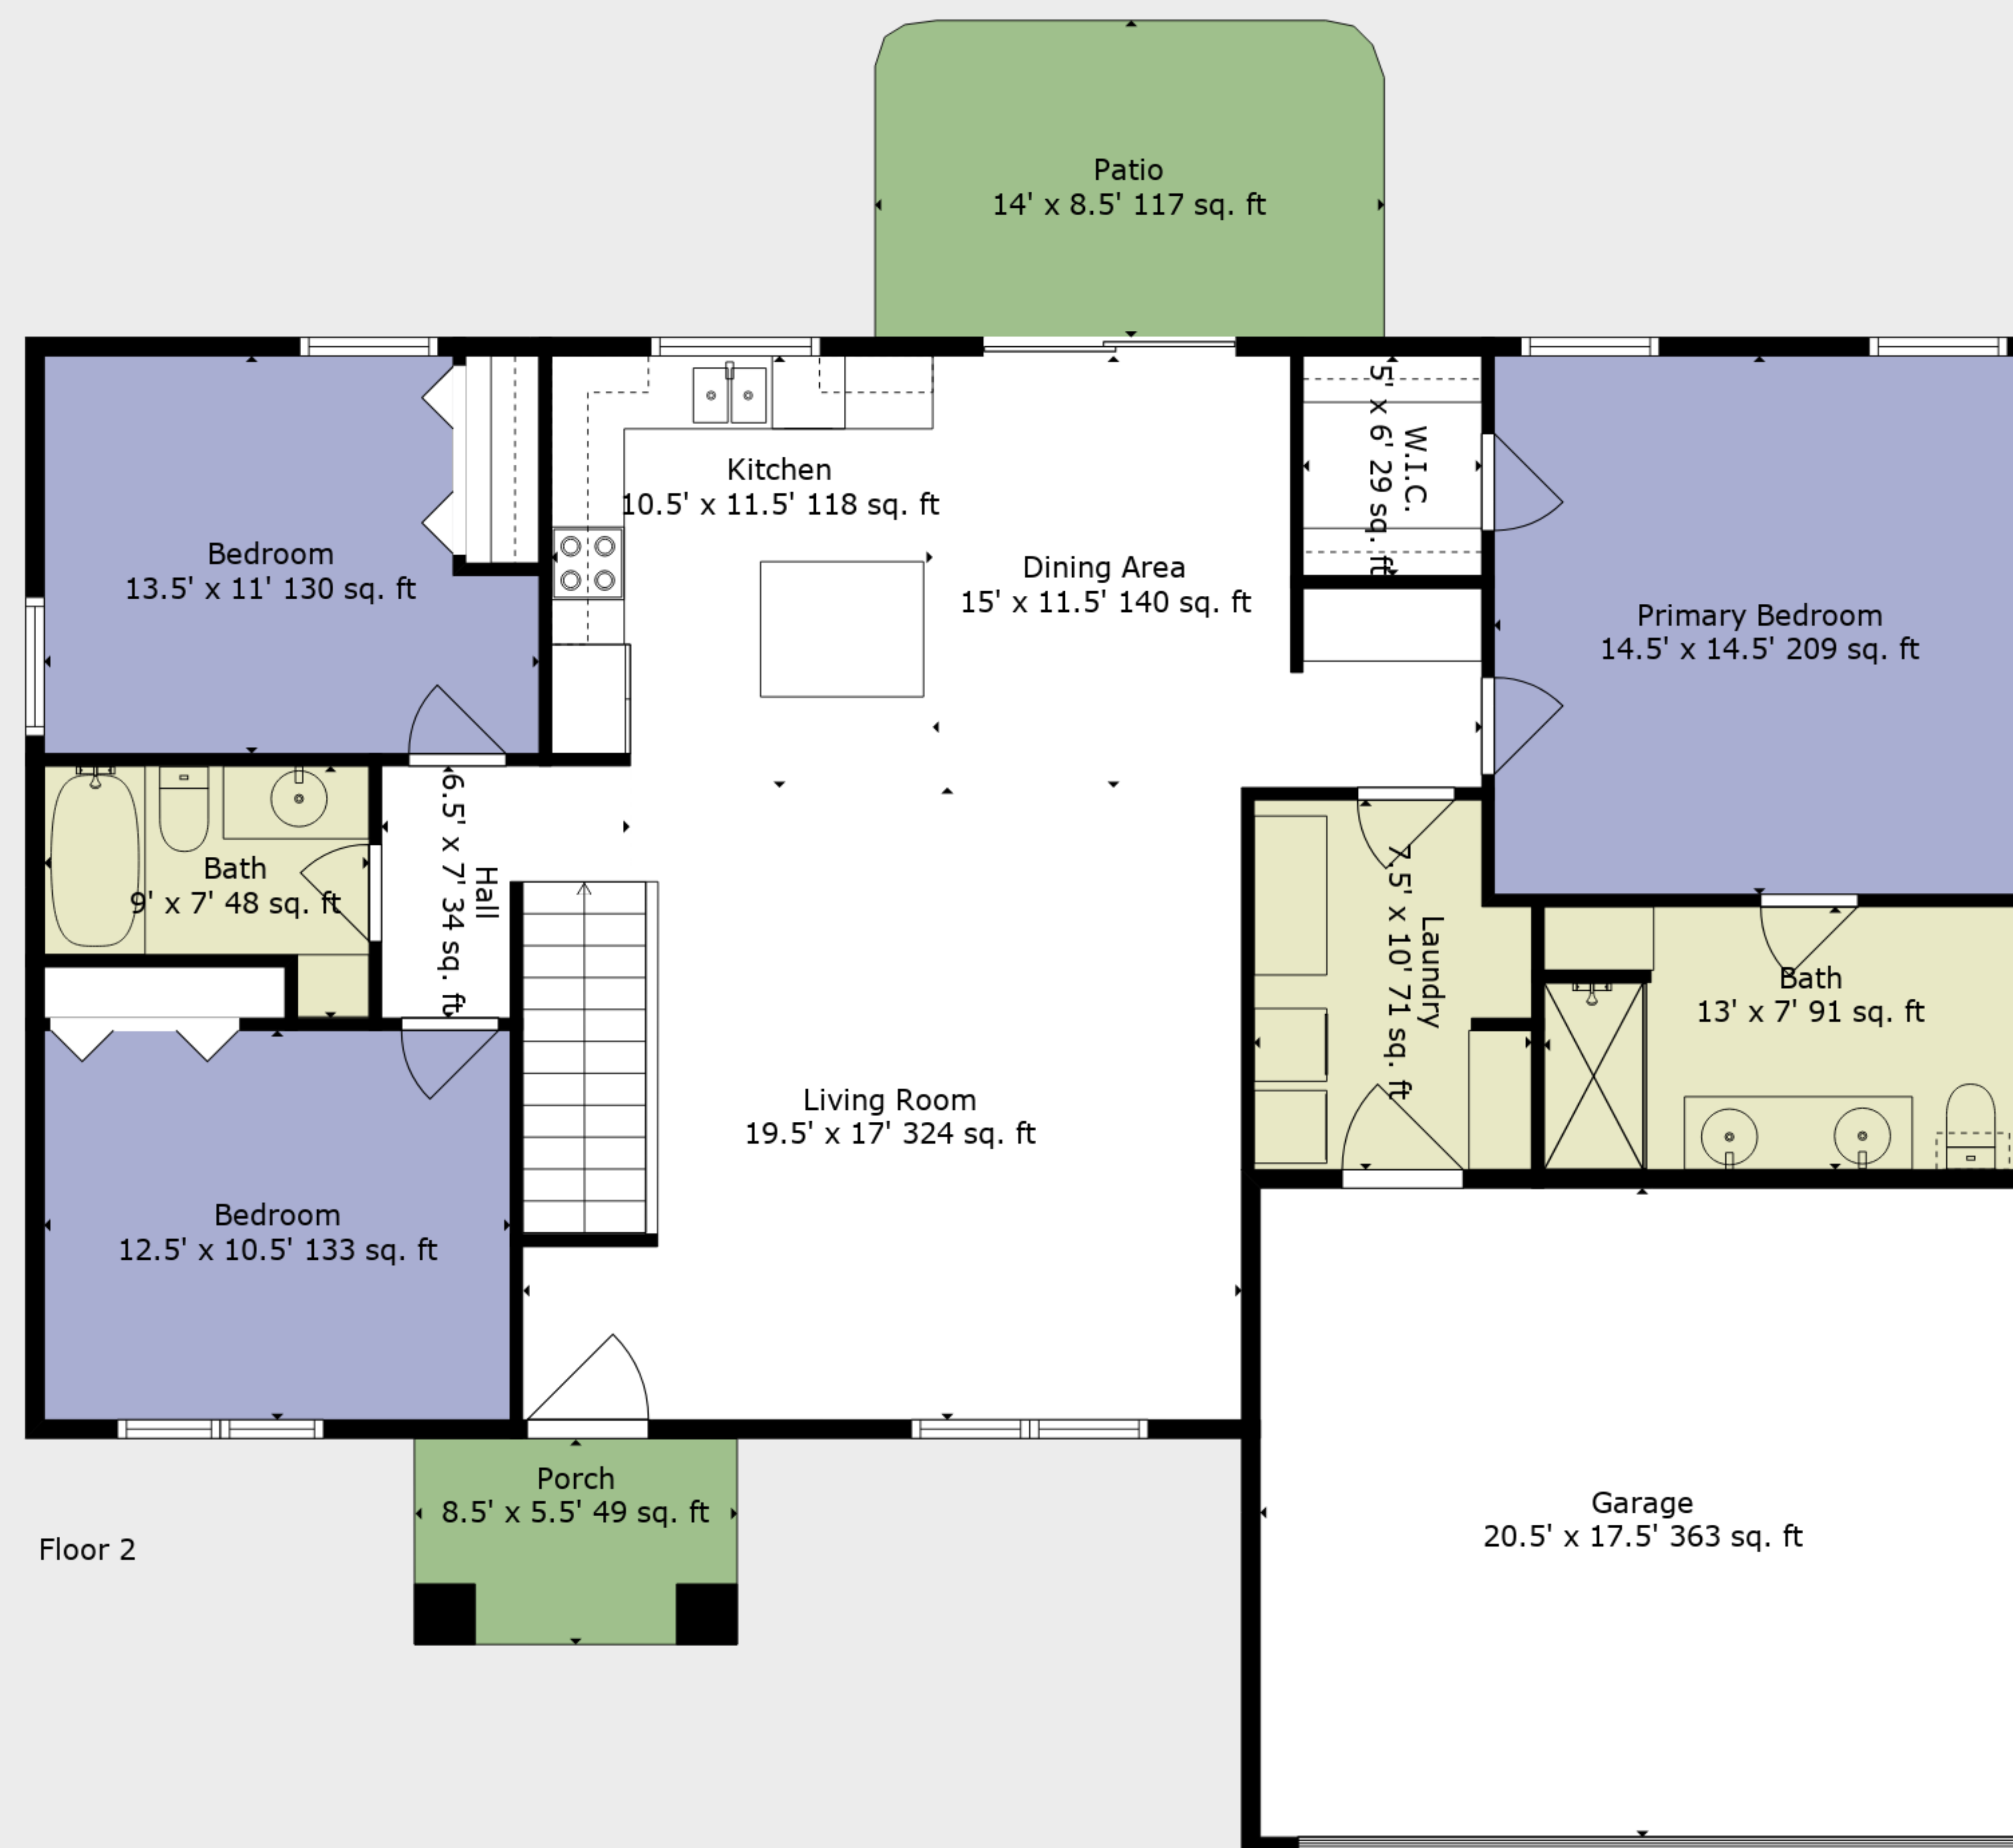 Patio
14' x 8.5' 117 sq. ft
Kitchen
10.5' x 11.5' 118 sq. ft
W.I.C.
5' x 6' 29 sq. ft
Bedroom
13.5' x 11' 130 sq. ft
Dining Area
15' x 11.5' 140 sq. ft
Primary Bedroom
14.5' x 14.5' 209 sq. ft
Bath
9' x 7' 48 sq. ft
Hall
6.5' x 7' 34 sq. ft
Laundry
7.5' x 10' 71 sq. ft
Bath
13' x 7' 91 sq. ft
Living Room
19.5' x 17' 324 sq. ft
Bedroom
12.5' x 10.5' 133 sq. ft
Porch
8.5' x 5.5' 49 sq. ft
Garage
20.5' x 17.5' 363 sq. ft
Floor 2